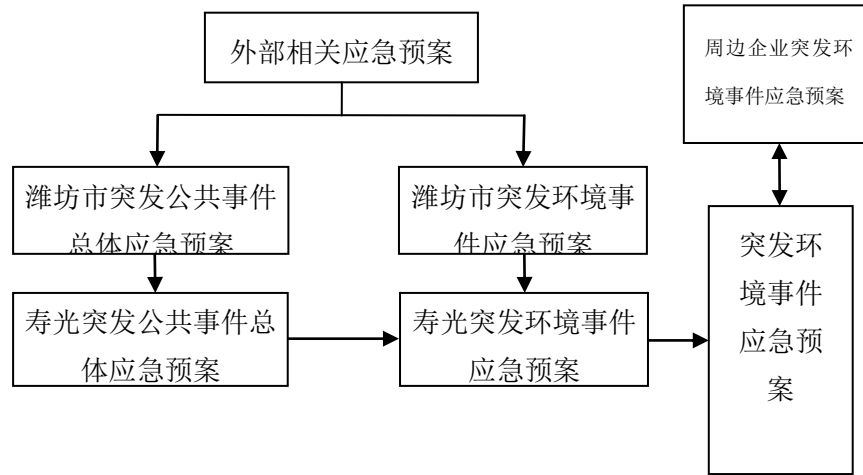 外部相关应急预案
周边企业突发环
境事件应急预案
潍坊市突发公共事件
总体应急预案
潍坊市突发环境事
件应急预案
突发环
境事件
应急预
案
寿光突发公共事件总
体应急预案
寿光突发环境事件
应急预案